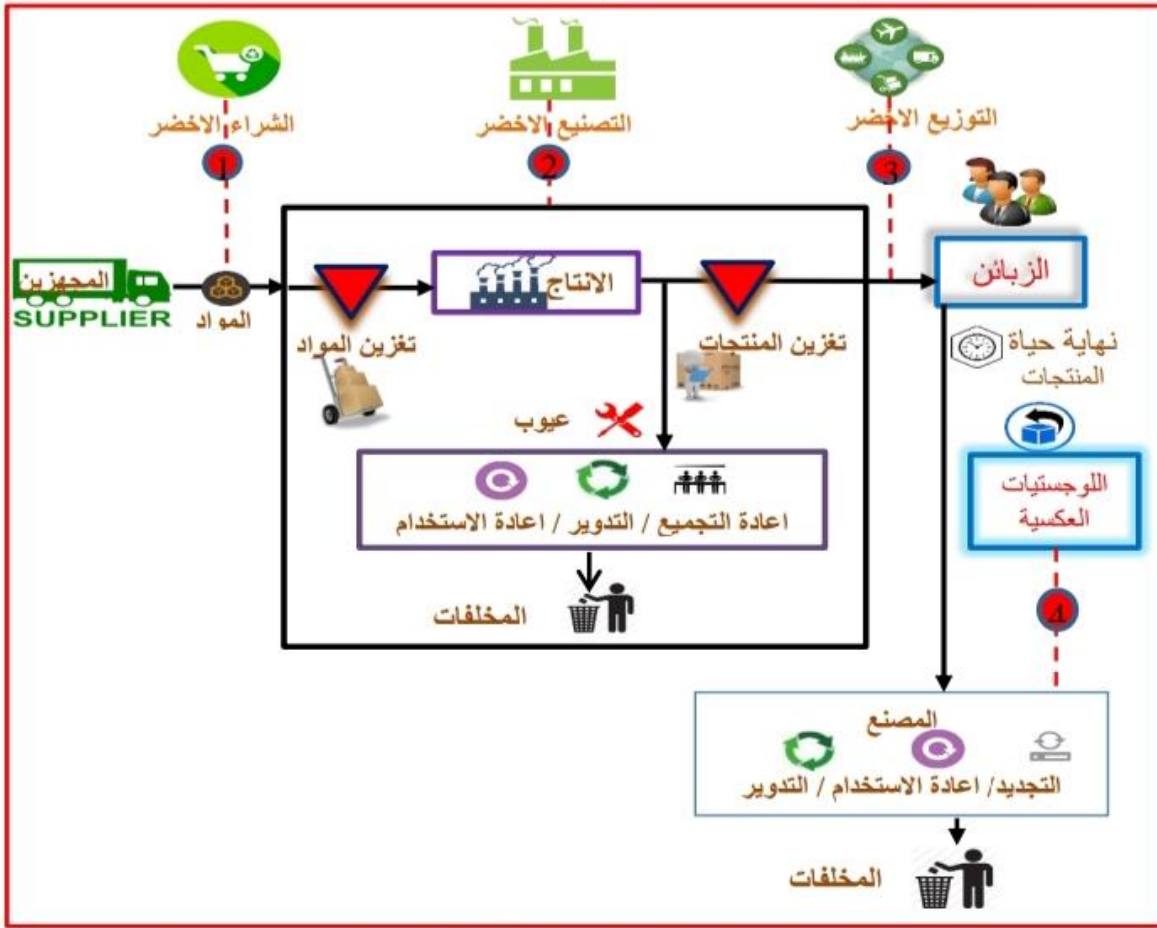 الشراء الاخضر
التصنيع الاخضر
التوزيع الاخضر
1
2
3
المجهزين
SUPPLIER
المواد
تغزين المواد
الانتاج
تغزين المنتجات
الزبائن
نهاية حياة
المنتجات
عيوب
اعادة التجميع / التدوير / اعادة الاستخدام
المخلفات
اللوجستيات
العكسية
4
المصنع
التجديد/ اعادة الاستخدام / التدوير
المخلفات